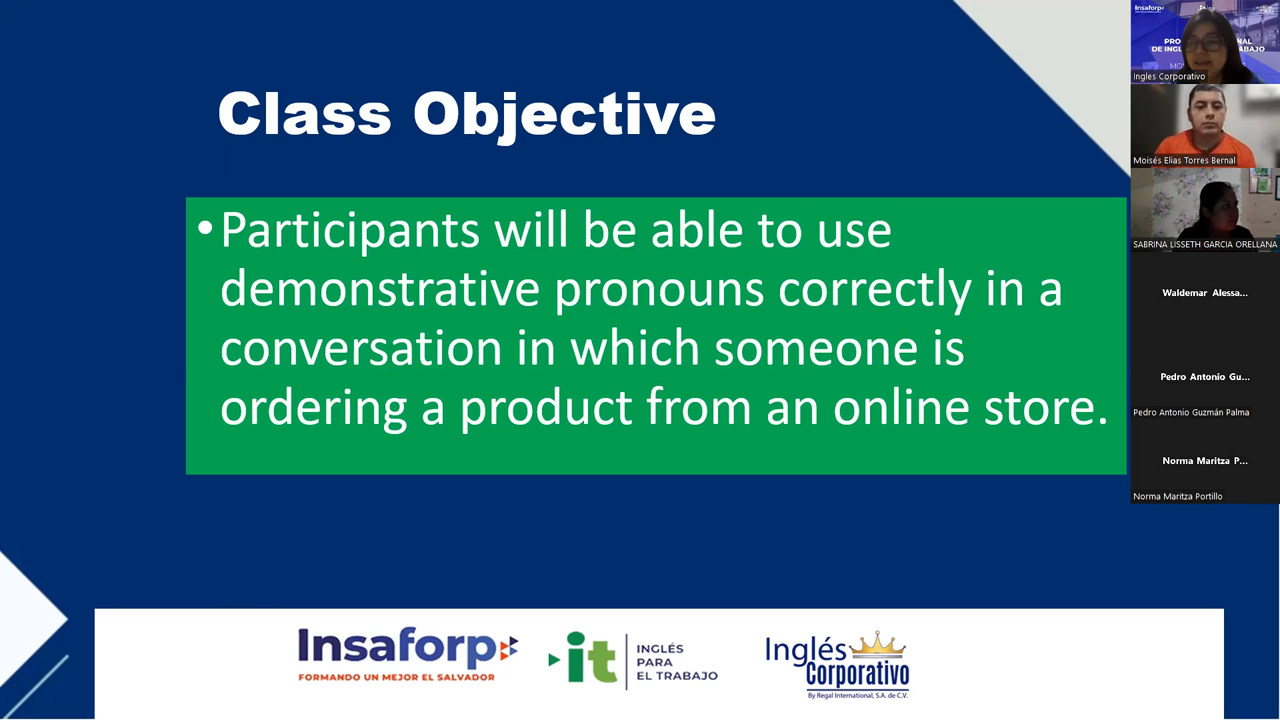 Class Objective
•Participants will be able to use
demonstrative pronouns correctly in a
conversation in which someone is
ordering a product from an online store.
Insaforp
FORMANDO UN MEJOR EL SALVADOR
it
INGLÉS
PARA
EL TRABAJO
Inglés
Corporativo
By Regal International, S.A. de C.V.
Insaforp
Ingles Corporativo
Moisés Elias Torres Bernal
SABRINA LISSETH GARCIA ORELLANA
Waldemar Alessa...
Pedro Antonio Gu...
Pedro Antonio Guzmán Palma
Norma Maritza P...
Norma Maritza Portillo